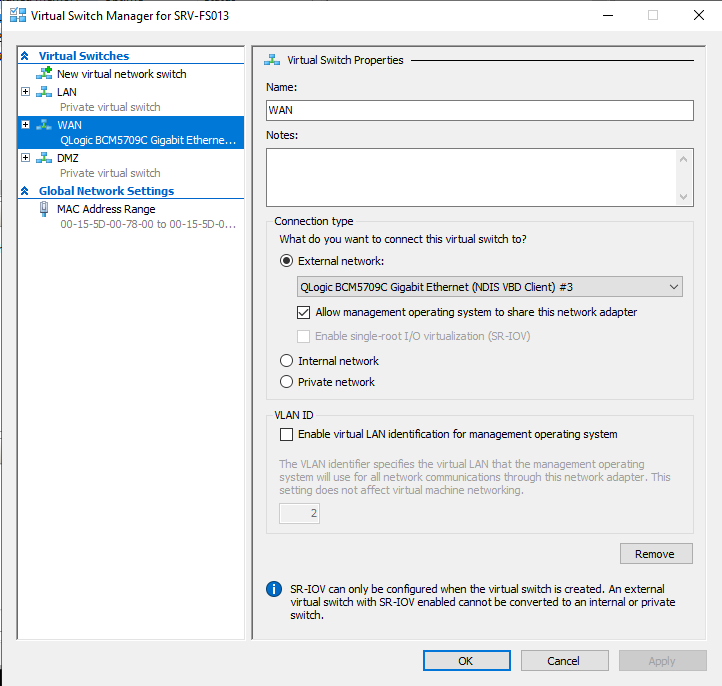 Virtual Switch Manager for SRV-FS013
Virtual Switches
New virtual network switch
LAN
Private virtual switch
WAN
QLogic BCM5709C Gigabit Etherne...
DMZ
Private virtual switch
Global Network Settings
MAC Address Range
00-15-5D-00-78-00 to 00-15-5D-0...
Virtual Switch Properties
Name:
WAN
Notes:
Connection type
What do you want to connect this virtual switch to?
External network:
QLogic BCM5709C Gigabit Ethernet (NDIS VBD Client) #3
Allow management operating system to share this network adapter
Enable single-root I/O virtualization (SR-IOV)
Internal network
Private network
VLAN ID
Enable virtual LAN identification for management operating system
The VLAN identifier specifies the virtual LAN that the management operating
system will use for all network communications through this network adapter. This
setting does not affect virtual machine networking.
2
Remove
SR-IOV can only be configured when the virtual switch is created. An external
virtual switch with SR-IOV enabled cannot be converted to an internal or private
switch.
OK
Cancel
Apply